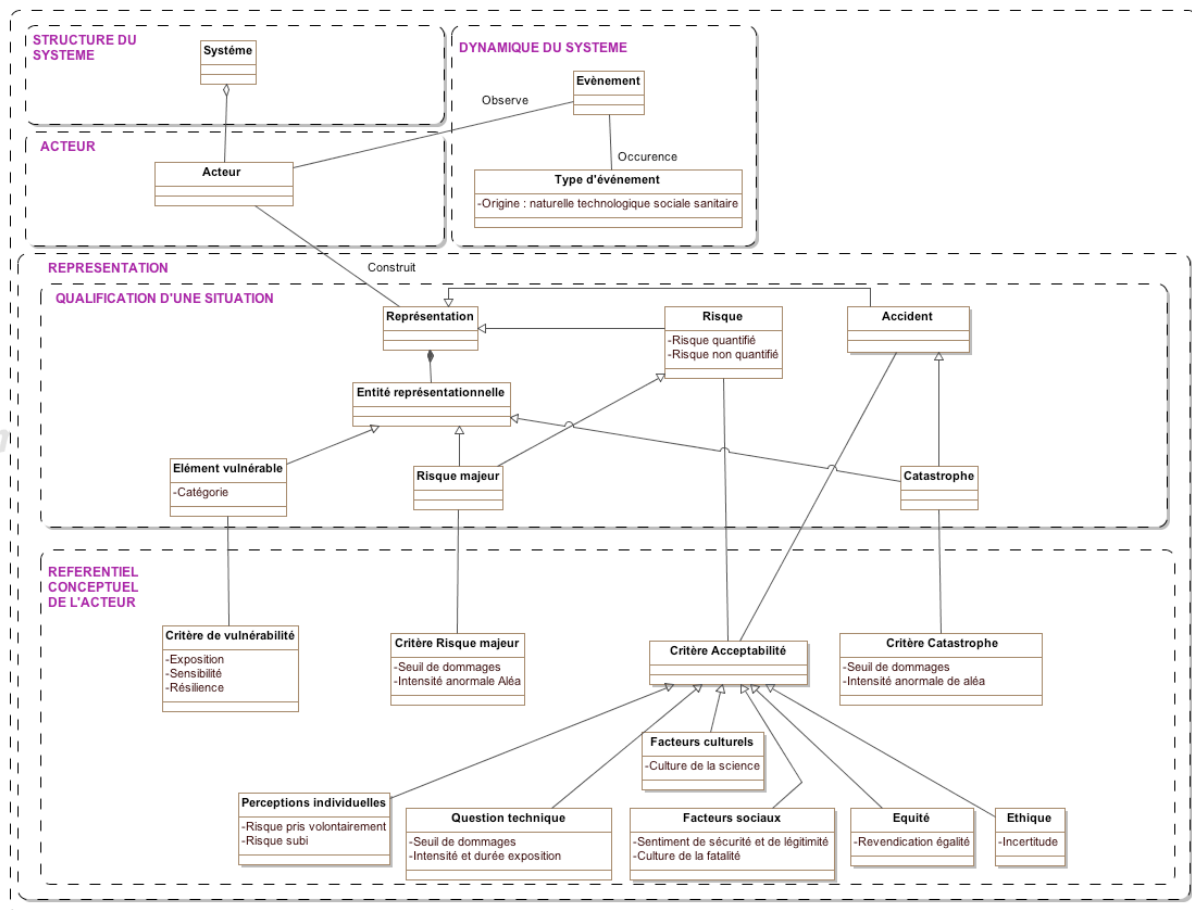 STRUCTURE DU
SYSTEME
Systéme
DYNAMIQUE DU SYSTEME
Evènement
Observe
ACTEUR
Acteur
Occurence
Type d'événement
-Origine : naturelle technologique sociale sanitaire
REPRESENTATION
Construit
QUALIFICATION D'UNE SITUATION
Représentation
Risque
-Risque quantifié
-Risque non quantifié
Accident
Entité représentationnelle
Elément vulnérable
-Catégorie
Risque majeur
Catastrophe
REFERENTIEL
CONCEPTUEL
DE L'ACTEUR
Critère de vulnérabilité
-Exposition
-Sensibilité
-Résilience
Critère Risque majeur
-Seuil de dommages
-Intensité anormale Aléa
Critère Acceptabilité
Critère Catastrophe
-Seuil de dommages
-Intensité anormale de aléa
Facteurs culturels
-Culture de la science
Perceptions individuelles
-Risque pris volontairement
-Risque subi
Question technique
-Seuil de dommages
-Intensité et durée exposition
Facteurs sociaux
-Sentiment de sécurité et de légitimité
-Culture de la fatalité
Equité
-Revendication égalité
Ethique
-Incertitude